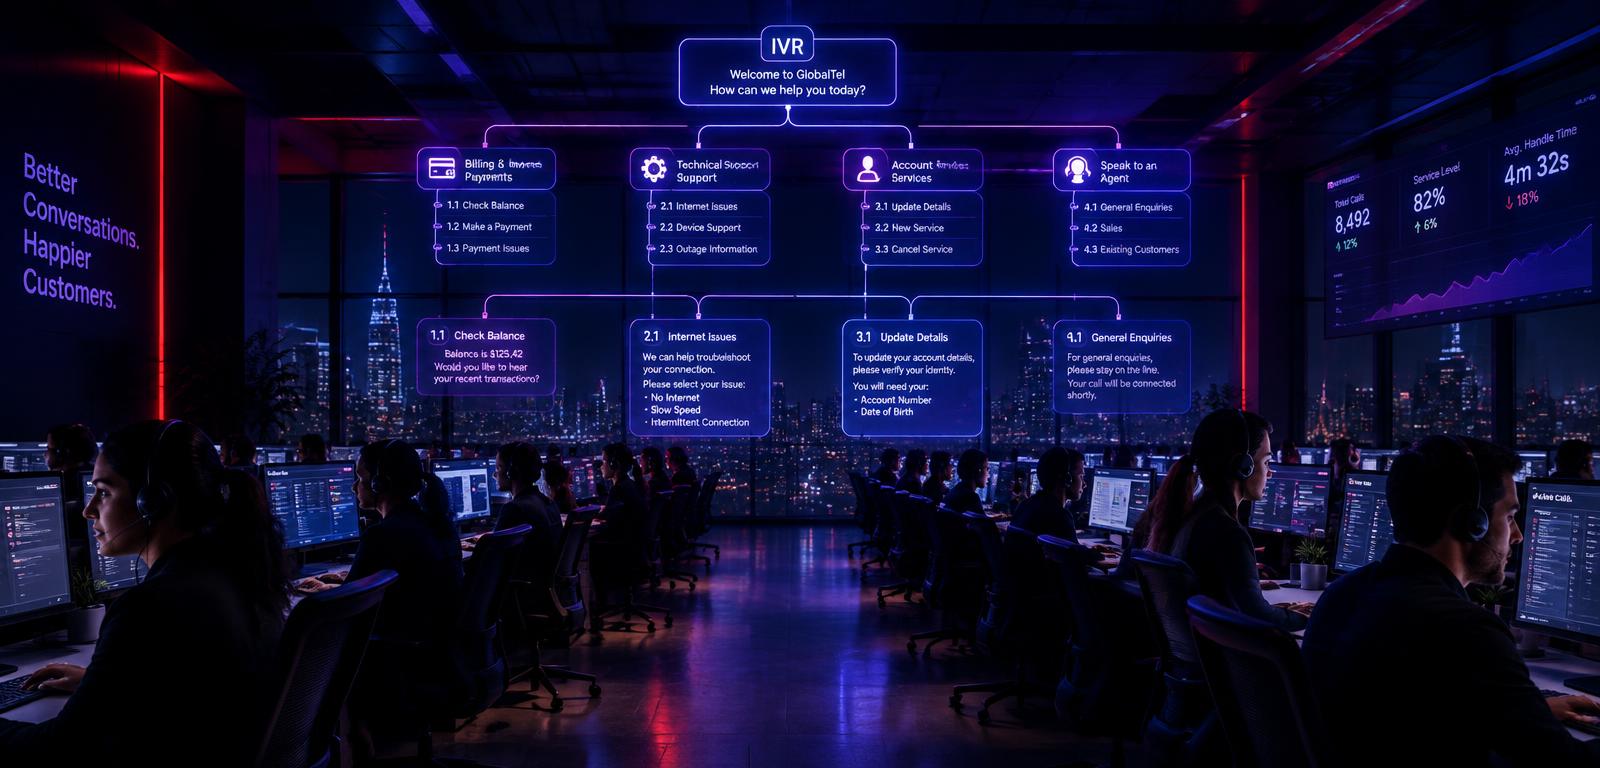 Better
Conversations.
Happier
Customers.
IVR
Welcome to GlobalTel
How can we help you today?
Billing &
Payments
1.1 Check Balance
1.2 Make a Payment
1.3 Payment Issues
Technical
Support
2.1 Internet Issues
2.2 Device Support
2.3 Outage Information
Account
Services
3.1 Update Details
3.2 New Service
3.3 Cancel Service
Speak to an
Agent
4.1 General Enquiries
4.2 Sales
4.3 Existing Customers
1.1 Check Balance
Balance is $125.42
Would you like to hear
your recent transactions?
2.1 Internet Issues
We can help troubleshoot
your connection.
Please select your issue:
- No Internet
- Slow Speed
- Intermittent Connection
3.1 Update Details
To update your account details,
please verify your identity.
You will need your:
- Account Number
- Date of Birth
4.1 General Enquiries
For general enquiries,
please stay on the line.
Your call will be connected
shortly.
Total Calls
8,492
↑ 12%
Service Level
82%
↑ 6%
Avg. Handle Time
4m 32s
↓ 18%